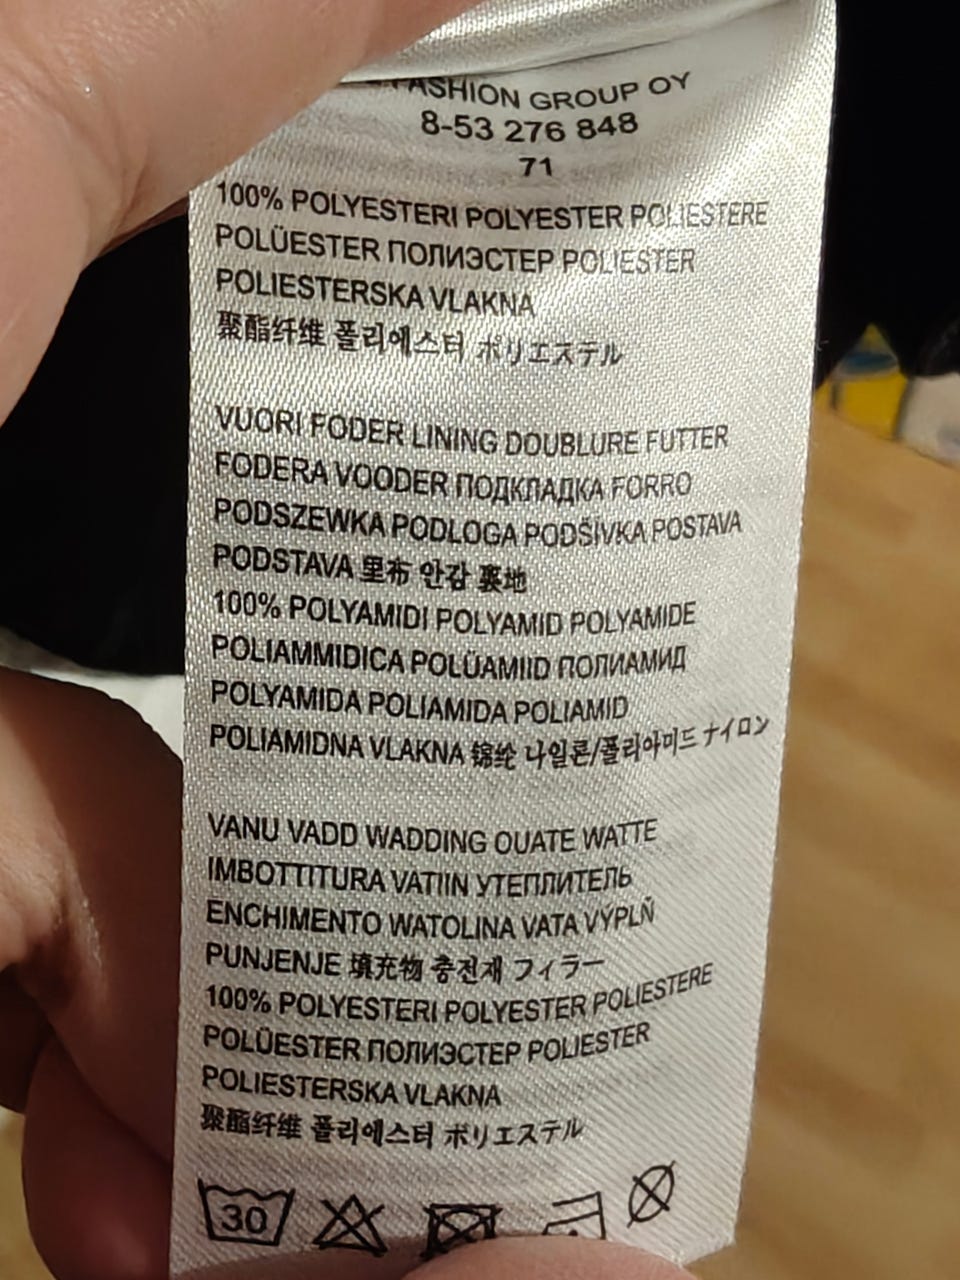 FASHION GROUP OY
8-53 276 848
71
100% POLYESTERI POLYESTER POLIESTERE
POLÜESTER ПОЛИЭСТЕР POLIESTER
POLIESTERSKA VLAKNA
聚酯纤维 폴리에스터 ポリエステル
VUORI FODER LINING DOUBLURE FUTTER
FODERA VOODER ПОДКЛАДКА FORRO
PODSZEWKA PODLOGA PODŠÍVKA POSTAVA
PODSTAVA 里布 안감 裏地
100% POLYAMIDI POLYAMID POLYAMIDE
POLIAMMIDICA POLÜAMIID ПОЛИАМИД
POLYAMIDA POLIAMIDA POLIAMID
POLIAMIDNA VLAKNA 锦纶 나일론/폴리아미드 ナイロン
VANU VADD WADDING OUATE WATTE
IMBOTTITURA VATIIN УТЕПЛИТЕЛЬ
ENCHIMENTO WATOLINA VATA VÝPLŇ
PUNJENJE 填充物 충전재 フィラー
100% POLYESTERI POLYESTER POLIESTERE
POLÜESTER ПОЛИЭСТЕР POLIESTER
POLIESTERSKA VLAKNA
聚酯纤维 폴리에스터 ポリエステル
30